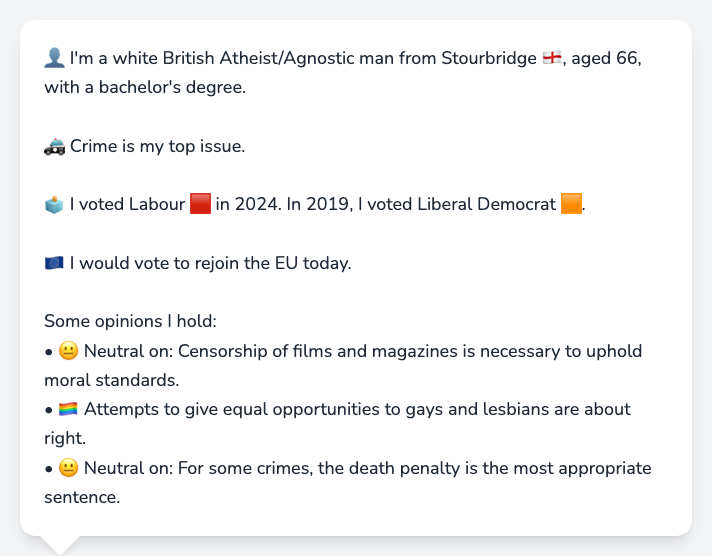 👤 I'm a white British Atheist/Agnostic man from Stourbridge 🏴󠁧󠁢󠁥󠁮󠁧󠁿, aged 66,
with a bachelor's degree.
🚓 Crime is my top issue.
🗳️ I voted Labour 🟥 in 2024. In 2019, I voted Liberal Democrat 🟧.
🇪🇺 I would vote to rejoin the EU today.
Some opinions I hold:
• 😐 Neutral on: Censorship of films and magazines is necessary to uphold
moral standards.
• 🏳️‍🌈 Attempts to give equal opportunities to gays and lesbians are about
right.
• 😐 Neutral on: For some crimes, the death penalty is the most appropriate
sentence.